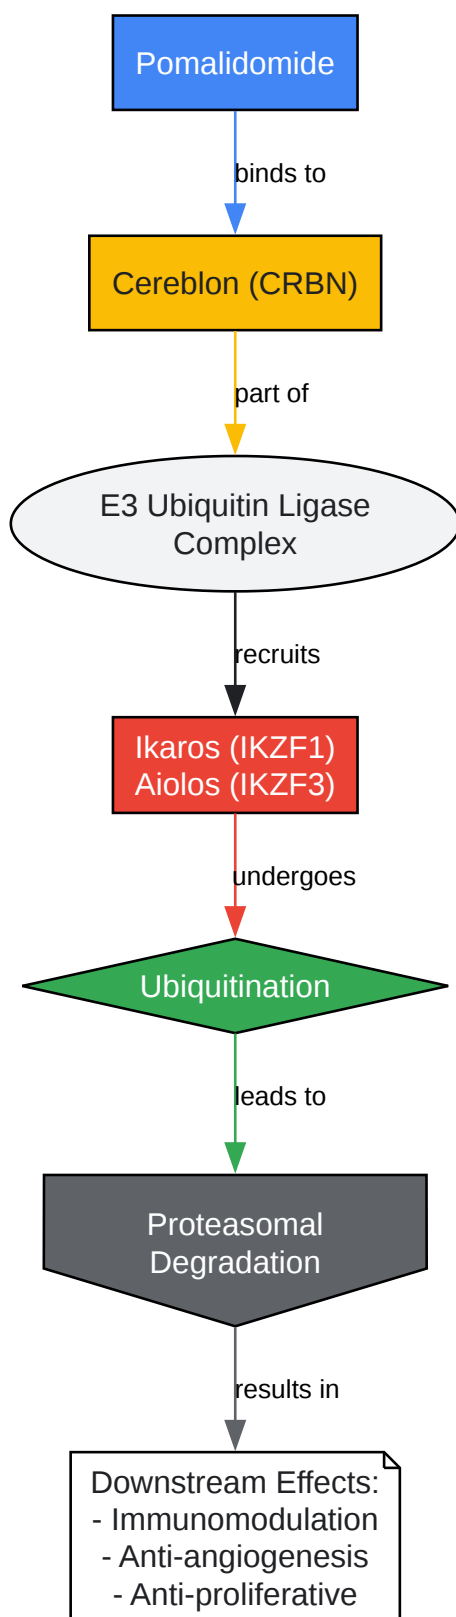 Pomalidomide
binds to
Cereblon (CRBN)
part of
E3 Ubiquitin Ligase
Complex
recruits
Ikaros (IKZF1)
Aiolos (IKZF3)
undergoes
Ubiquitination
leads to
Proteasomal
Degradation
results in
Downstream Effects:
- Immunomodulation
- Anti-angiogenesis
- Anti-proliferative